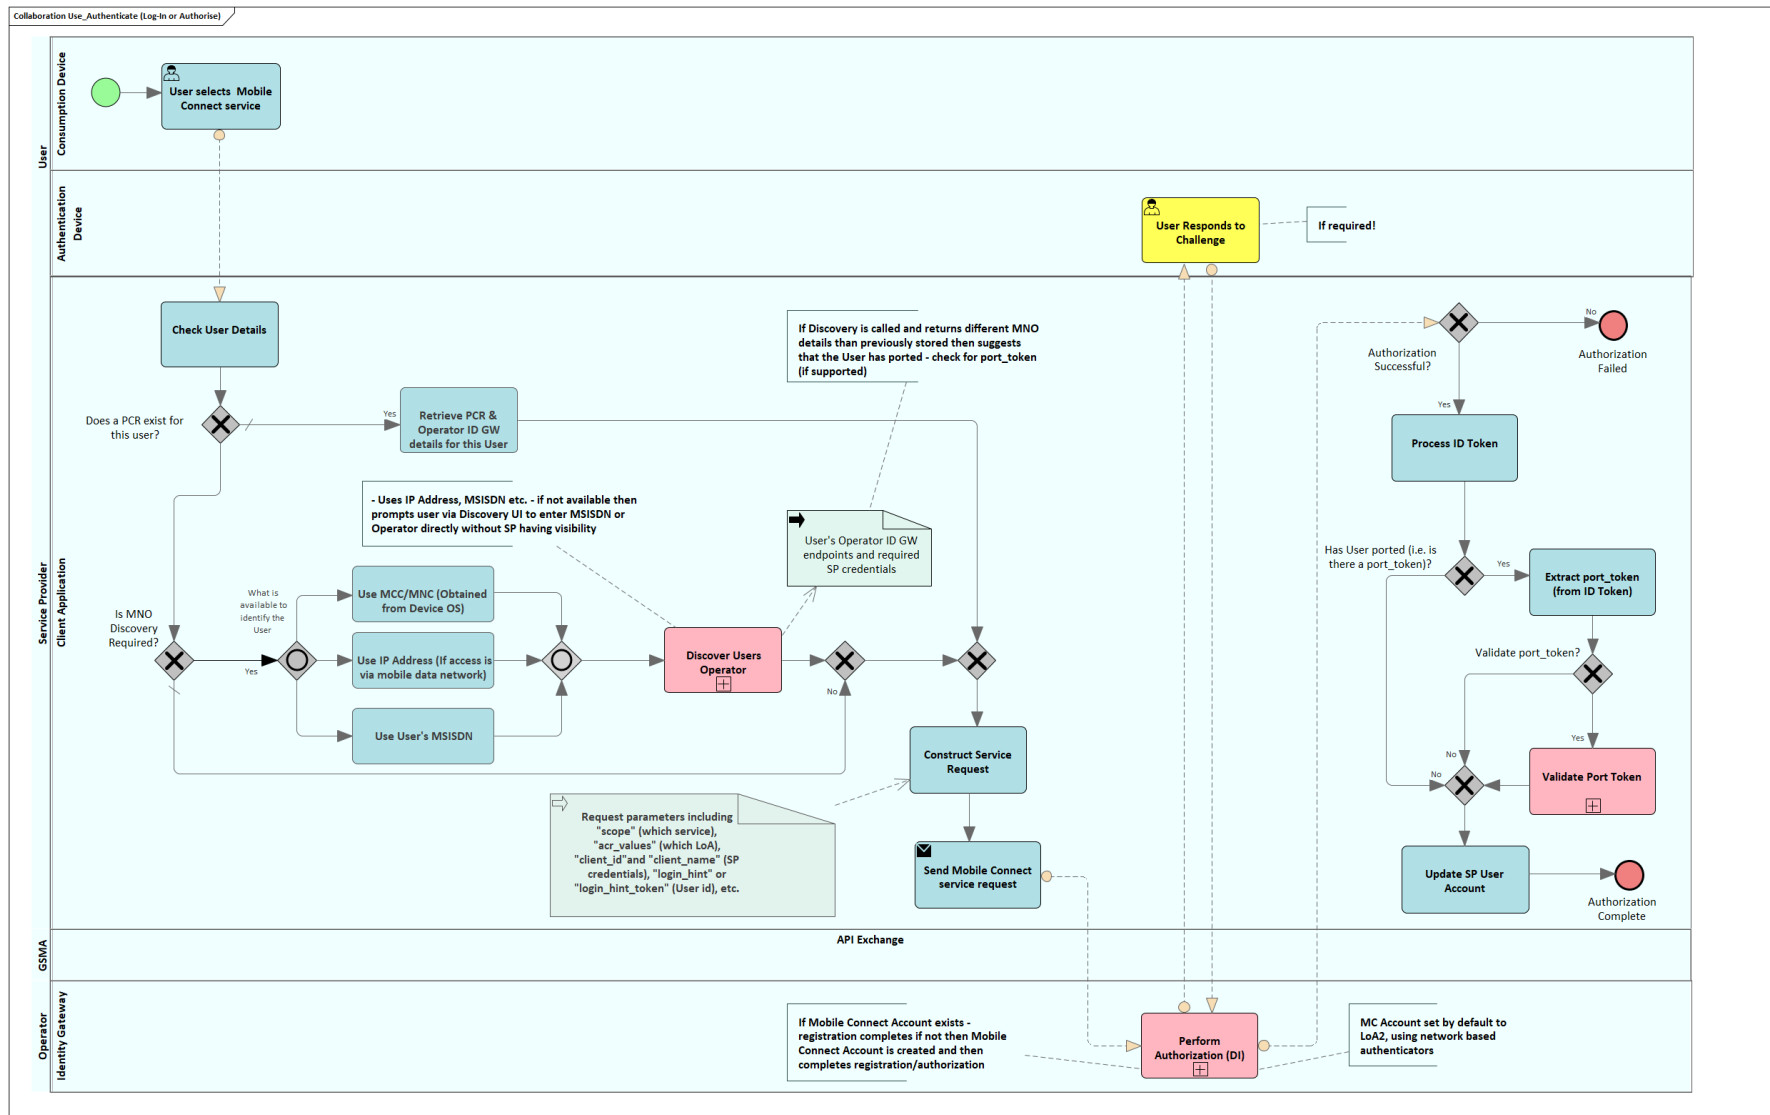 Collaboration Use_Authenticate (Log-In or Authorise)
User
Consumption Device
User selects  Mobile
Connect service
Authentication
Device
User Responds to
Challenge
If required!
Service Provider
Client Application
Check User Details
Does a PCR exist for
this user?
Yes
Retrieve PCR &
Operator ID GW
details for this User
If Discovery is called and returns different MNO
details than previously stored then suggests
that the User has ported - check for port_token
(if supported)
- Uses IP Address, MSISDN etc. - if not available then
prompts user via Discovery UI to enter MSISDN or
Operator directly without SP having visibility
User's Operator ID GW
endpoints and required
SP credentials
Is MNO
Discovery
Required?
Yes
What is
available to
identify the
User
Use MCC/MNC (Obtained
from Device OS)
Use IP Address (If access is
via mobile data network)
Use User's MSISDN
Discover Users
Operator
No
Construct Service
Request
Request parameters including
"scope" (which service),
"acr_values" (which LoA),
"client_id"and "client_name" (SP
credentials), "login_hint" or
"login_hint_token" (User id), etc.
Send Mobile Connect
service request
Authorization
Successful?
No
Authorization
Failed
Yes
Process ID Token
Has User ported (i.e. is
there a port_token)?
Yes
Extract port_token
(from ID Token)
Validate port_token?
Yes
No
No
Validate Port Token
Update SP User
Account
Authorization
Complete
GSMA
API Exchange
Operator
Identity Gateway
If Mobile Connect Account exists -
registration completes if not then Mobile
Connect Account is created and then
completes registration/authorization
Perform
Authorization (DI)
MC Account set by default to
LoA2, using network based
authenticators